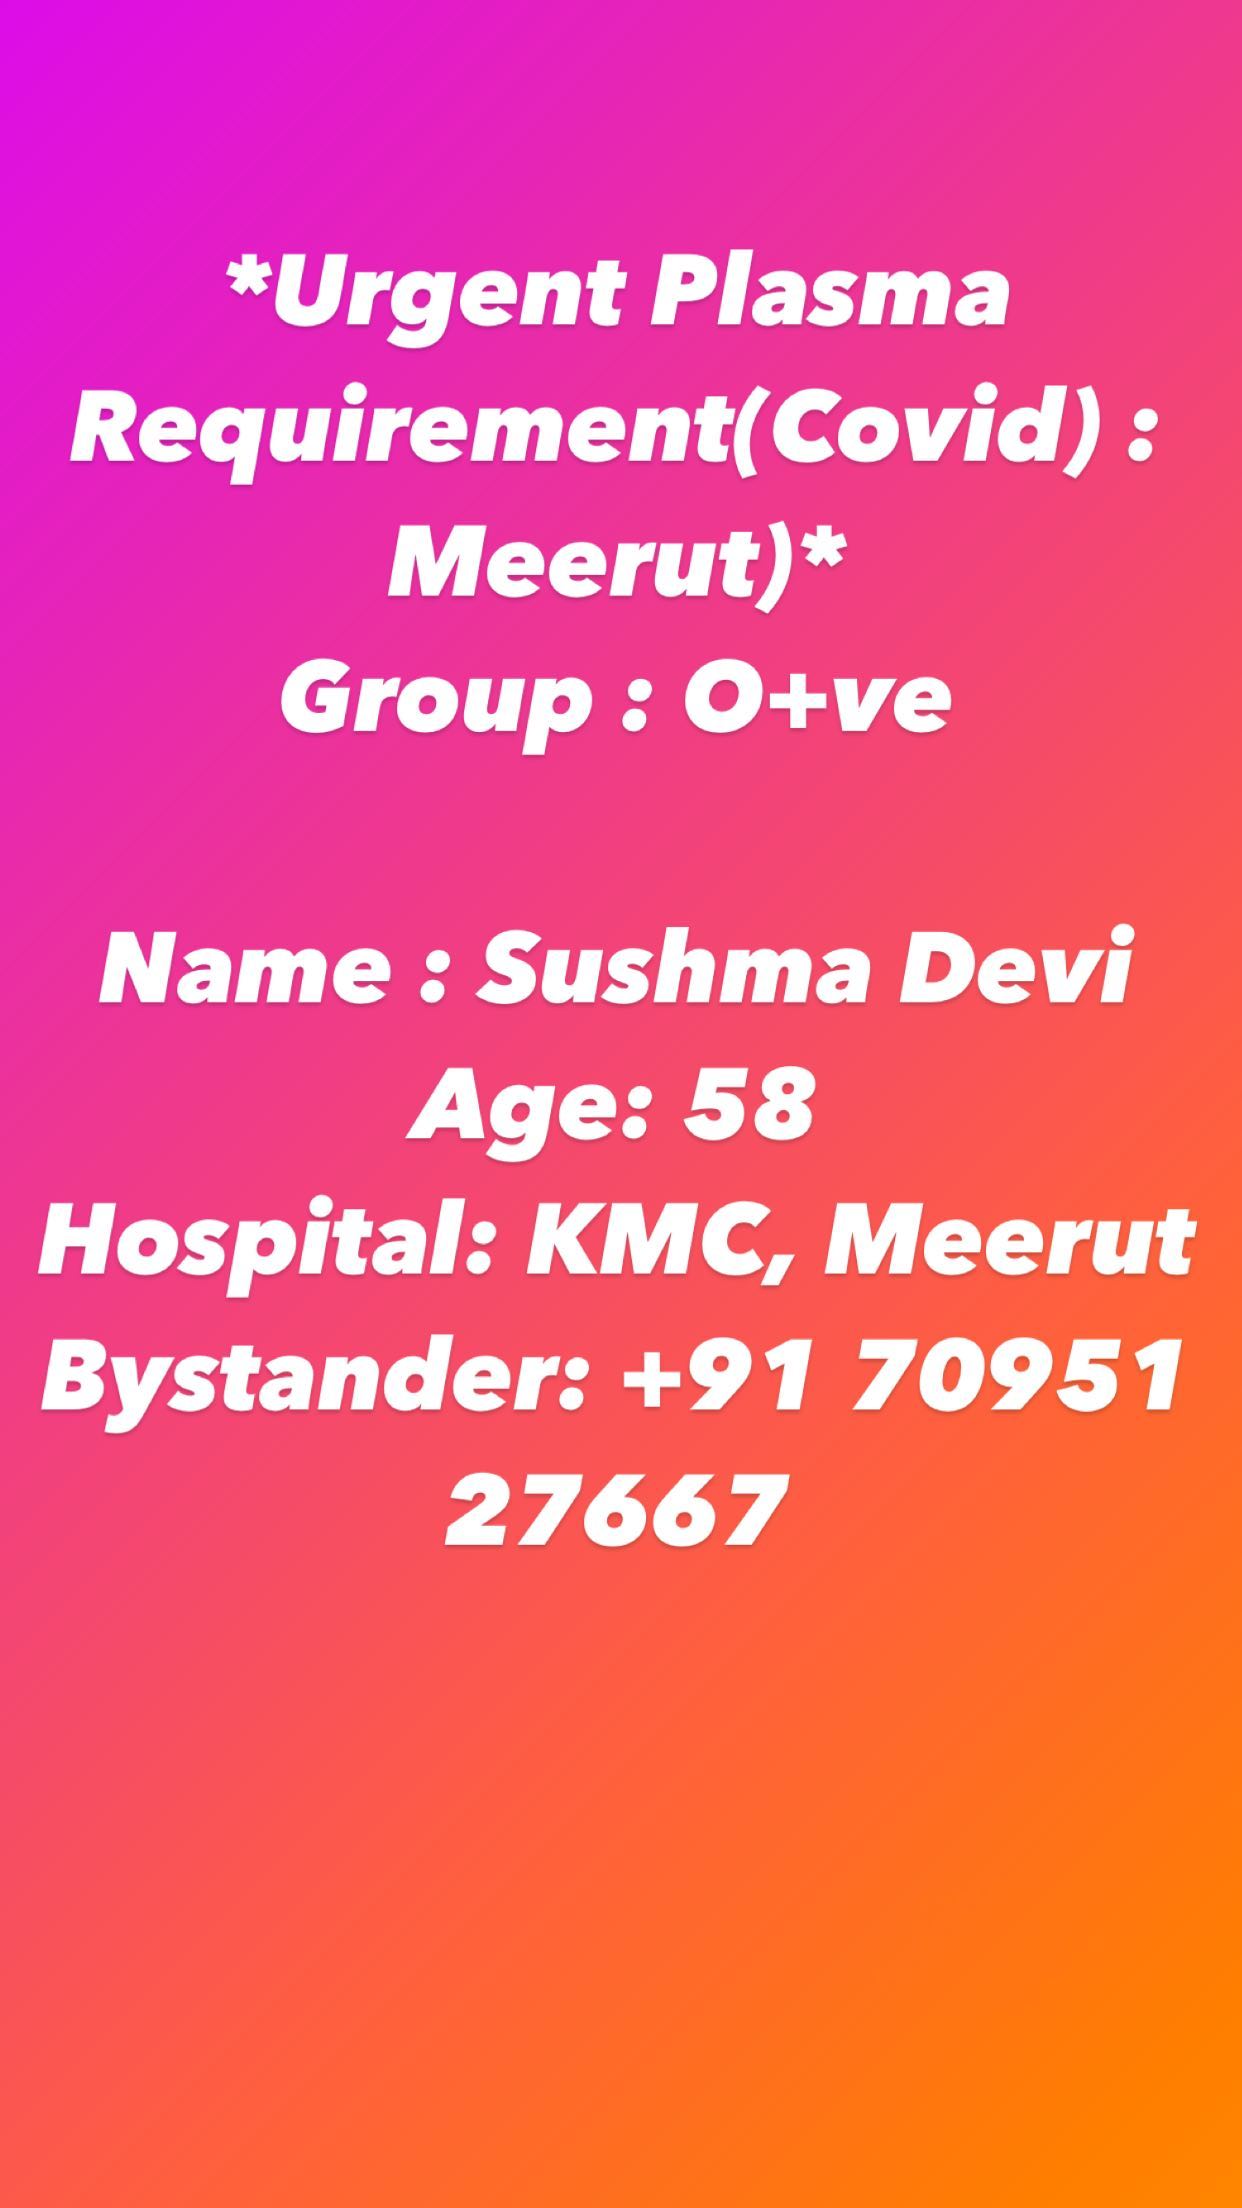 *Urgent Plasma
Requirement(Covid) :
Meerut)*
Group : O+ve
Name : Sushma Devi
Age: 58
Hospital: KMC, Meerut
Bystander: +91 70951
27667